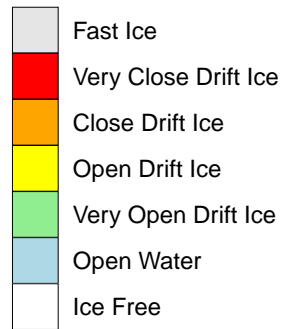 Fast Ice
Very Close Drift Ice
Close Drift Ice
Open Drift Ice
Very Open Drift Ice
Open Water
Ice Free